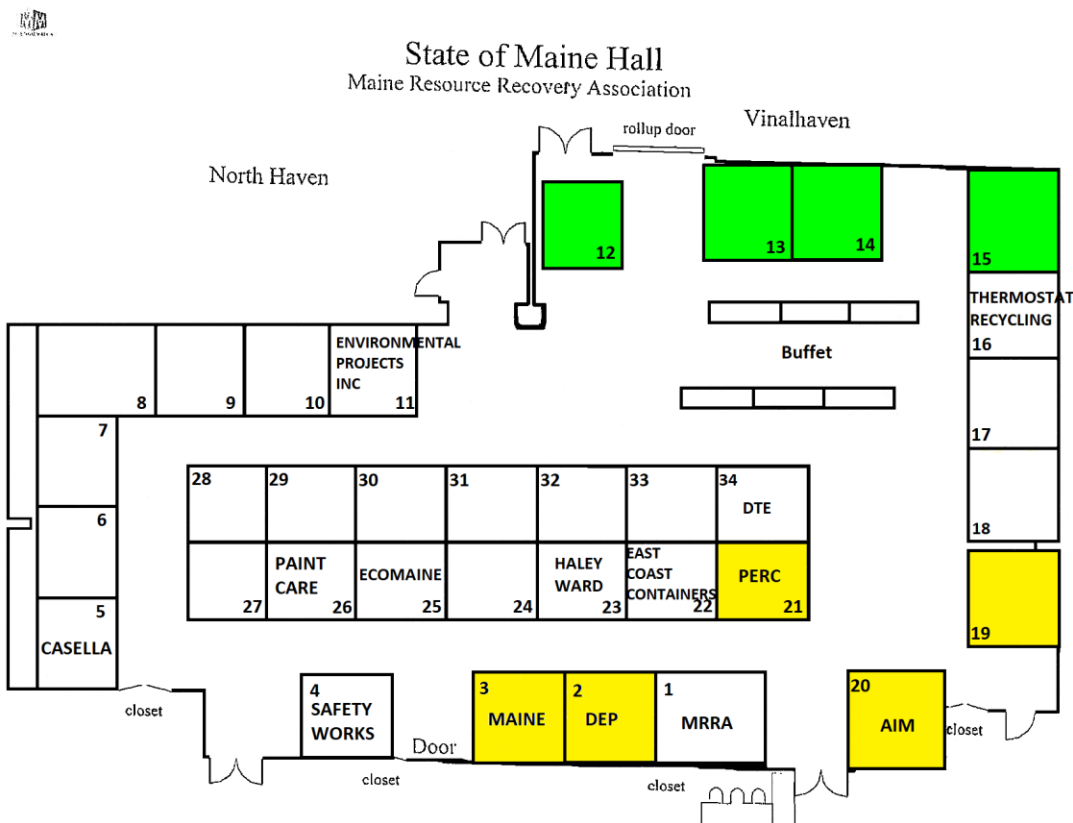 State of Maine Hall
Maine Resource Recovery Association
rollup door
Vinalhaven
North Haven
12
13
14
15
THERMOSTAT
RECYCLING
16
Buffet
17
18
19
8
9
10
ENVIRONMENTAL
PROJECTS
INC
11
7
6
5
CASELLA
28
29
30
31
32
33
34
DTE
27
PAINT
CARE
26
ECOMAINE
25
24
HALEY
WARD
23
EAST
COAST
CONTAINERS
22
PERC
21
closet
4
SAFETY
WORKS
Door
closet
3
MAINE
2
DEP
1
MRRA
closet
20
AIM
closet